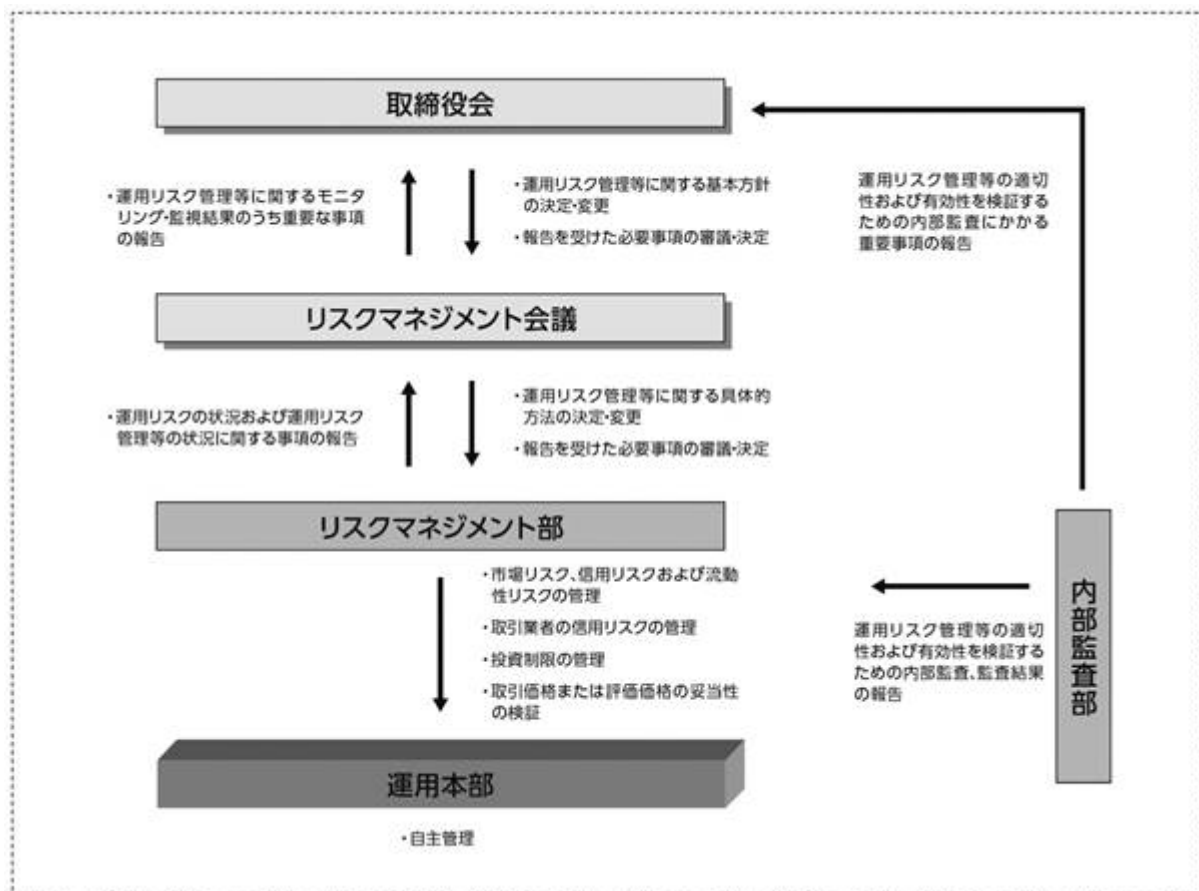 取締役会
・運用リスク管理等に関するモニタ
リング・監視結果のうち重要な事項
の報告
・運用リスク管理等に関する基本方針
の決定・変更
・報告を受けた必要事項の審議・決定
運用リスク管理等の適切
性および有効性を検証する
ための内部監査にかかる
重要事項の報告
リスクマネジメント会議
・運用リスクの状況および運用リスク
管理等の状況に関する事項の報告
・運用リスク管理等に関する具体的
方法の決定・変更
・報告を受けた必要事項の審議・決定
リスクマネジメント部
・市場リスク、信用リスクおよび流動
性リスクの管理
・取引業者の信用リスクの管理
・投資制限の管理
・取引価格または評価価格の妥当性
の検証
運用リスク管理等の適切
性および有効性を検証する
ための内部監査、監査結果
の報告
内部監査部
運用本部
・自主管理